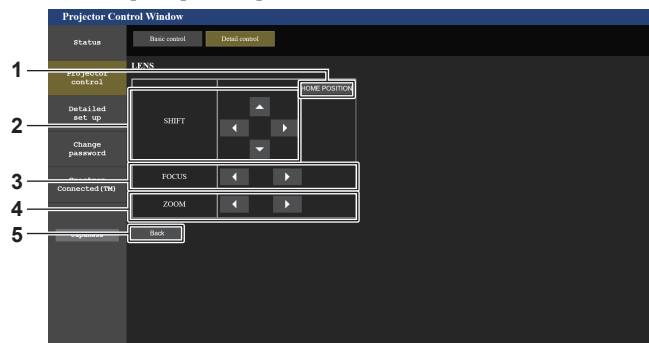 Projector Control Window
Status
Basic control
Detail control
1
LENS
Projector
control
HOME POSITION
Detailed
set up
2
SHIFT
Change
password
3
FOCUS
Connected(TM)
4
ZOOM
5
Back